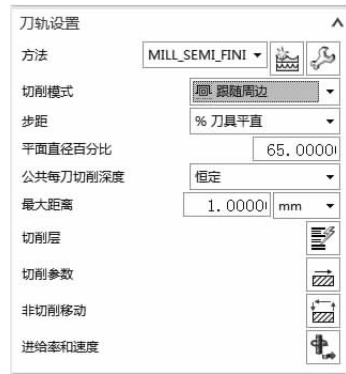 刀轨设置
方法 MILL_SEMI_FINI
切削模式 跟随周边
步距 % 刀具平直
平面直径百分比 65.0000
公共每刀切削深度 恒定
最大距离 1.0000 mm
切削层
切削参数
非切削移动
进给率和速度